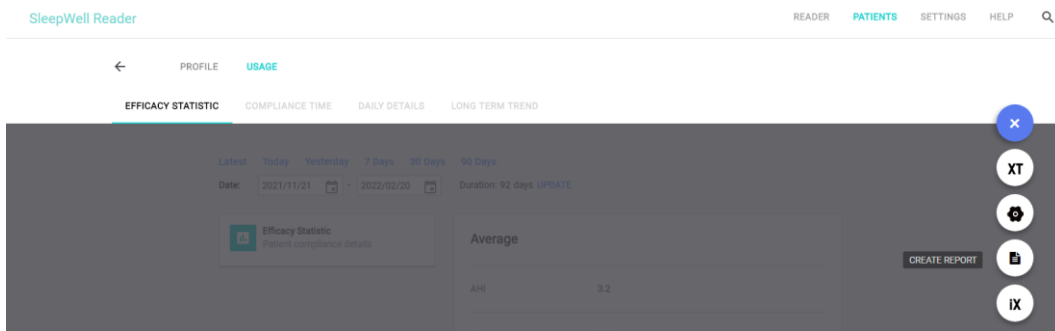 SleepWell Reader READER PATIENTS SETTINGS HELP
PROFILE USAGE
EFFICACY STATISTIC COMPLIANCE TIME DAILY DETAILS LONG TERM TREND
Latest Today Yesterday 7 Days 30 Days 90 Days
XT
Date: 2021/11/21 - 2022/02/20 Duration: 92 days UPDATE
Efficacy Statistic
Patient compliance details
Average
CREATE REPORT
AHI 3.2
iX